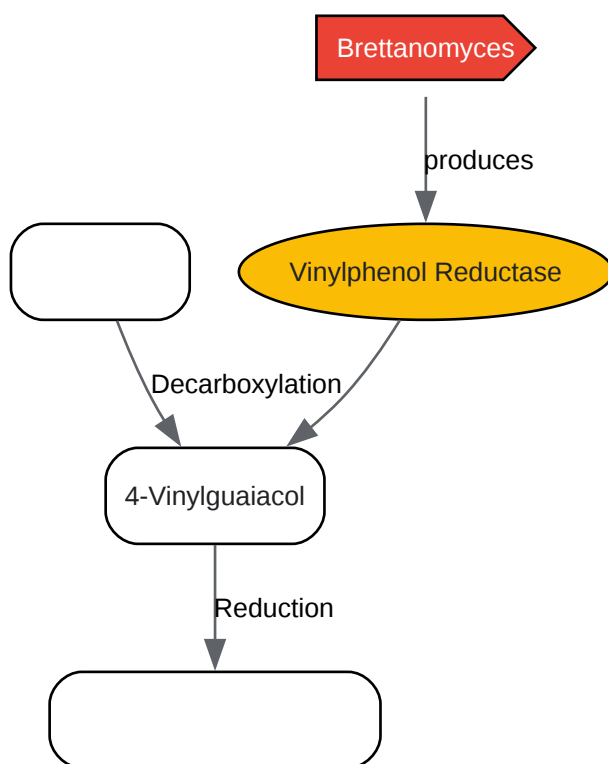 Brettanomyces
produces
Vinylphenol Reductase
Decarboxylation
4-Vinylguaiacol
Reduction